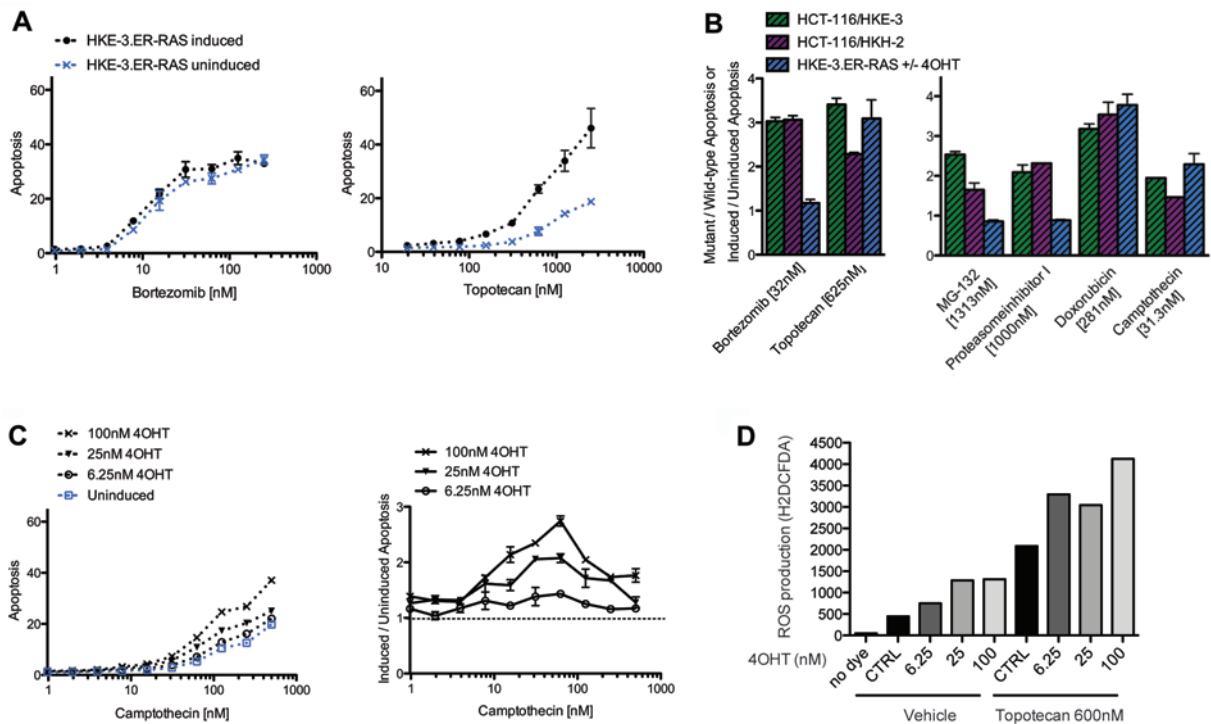 A
HKE-3.ER-RAS induced
HKE-3.ER-RAS uninduced
Apoptosis
60
40
20
0
1
10
100
1000
Bortezomib [nM]
Apoptosis
60
40
20
0
10
100
1000
10000
Topotecan [nM]
B
HCT-116/HKE-3
HCT-116/HKH-2
HKE-3.ER-RAS +/- 4OHT
Mutant / Wild-type Apoptosis or
Induced / Uninduced Apoptosis
4
3
2
1
0
Bortezomib [32nM]
Topotecan [625nM]
4
2
0
MG-132
[1313nM]
Proteasomeinhibitor I
[1000nM]
Doxorubicin
[281nM]
Camptothecin
[31.3nM]
C
100nM 4OHT
25nM 4OHT
6.25nM 4OHT
Uninduced
Apoptosis
60
40
20
0
1
10
100
1000
Camptothecin [nM]
100nM 4OHT
25nM 4OHT
6.25nM 4OHT
Induced / Uninduced Apoptosis
3
2
1
0
1
10
100
1000
Camptothecin [nM]
D
ROS production (H2DCFDA)
4500
4000
3500
3000
2500
2000
1500
1000
500
0
4OHT (nM)
no dye
CTRL
6.25
25
100
CTRL
6.25
25
100
Vehicle
Topotecan 600nM